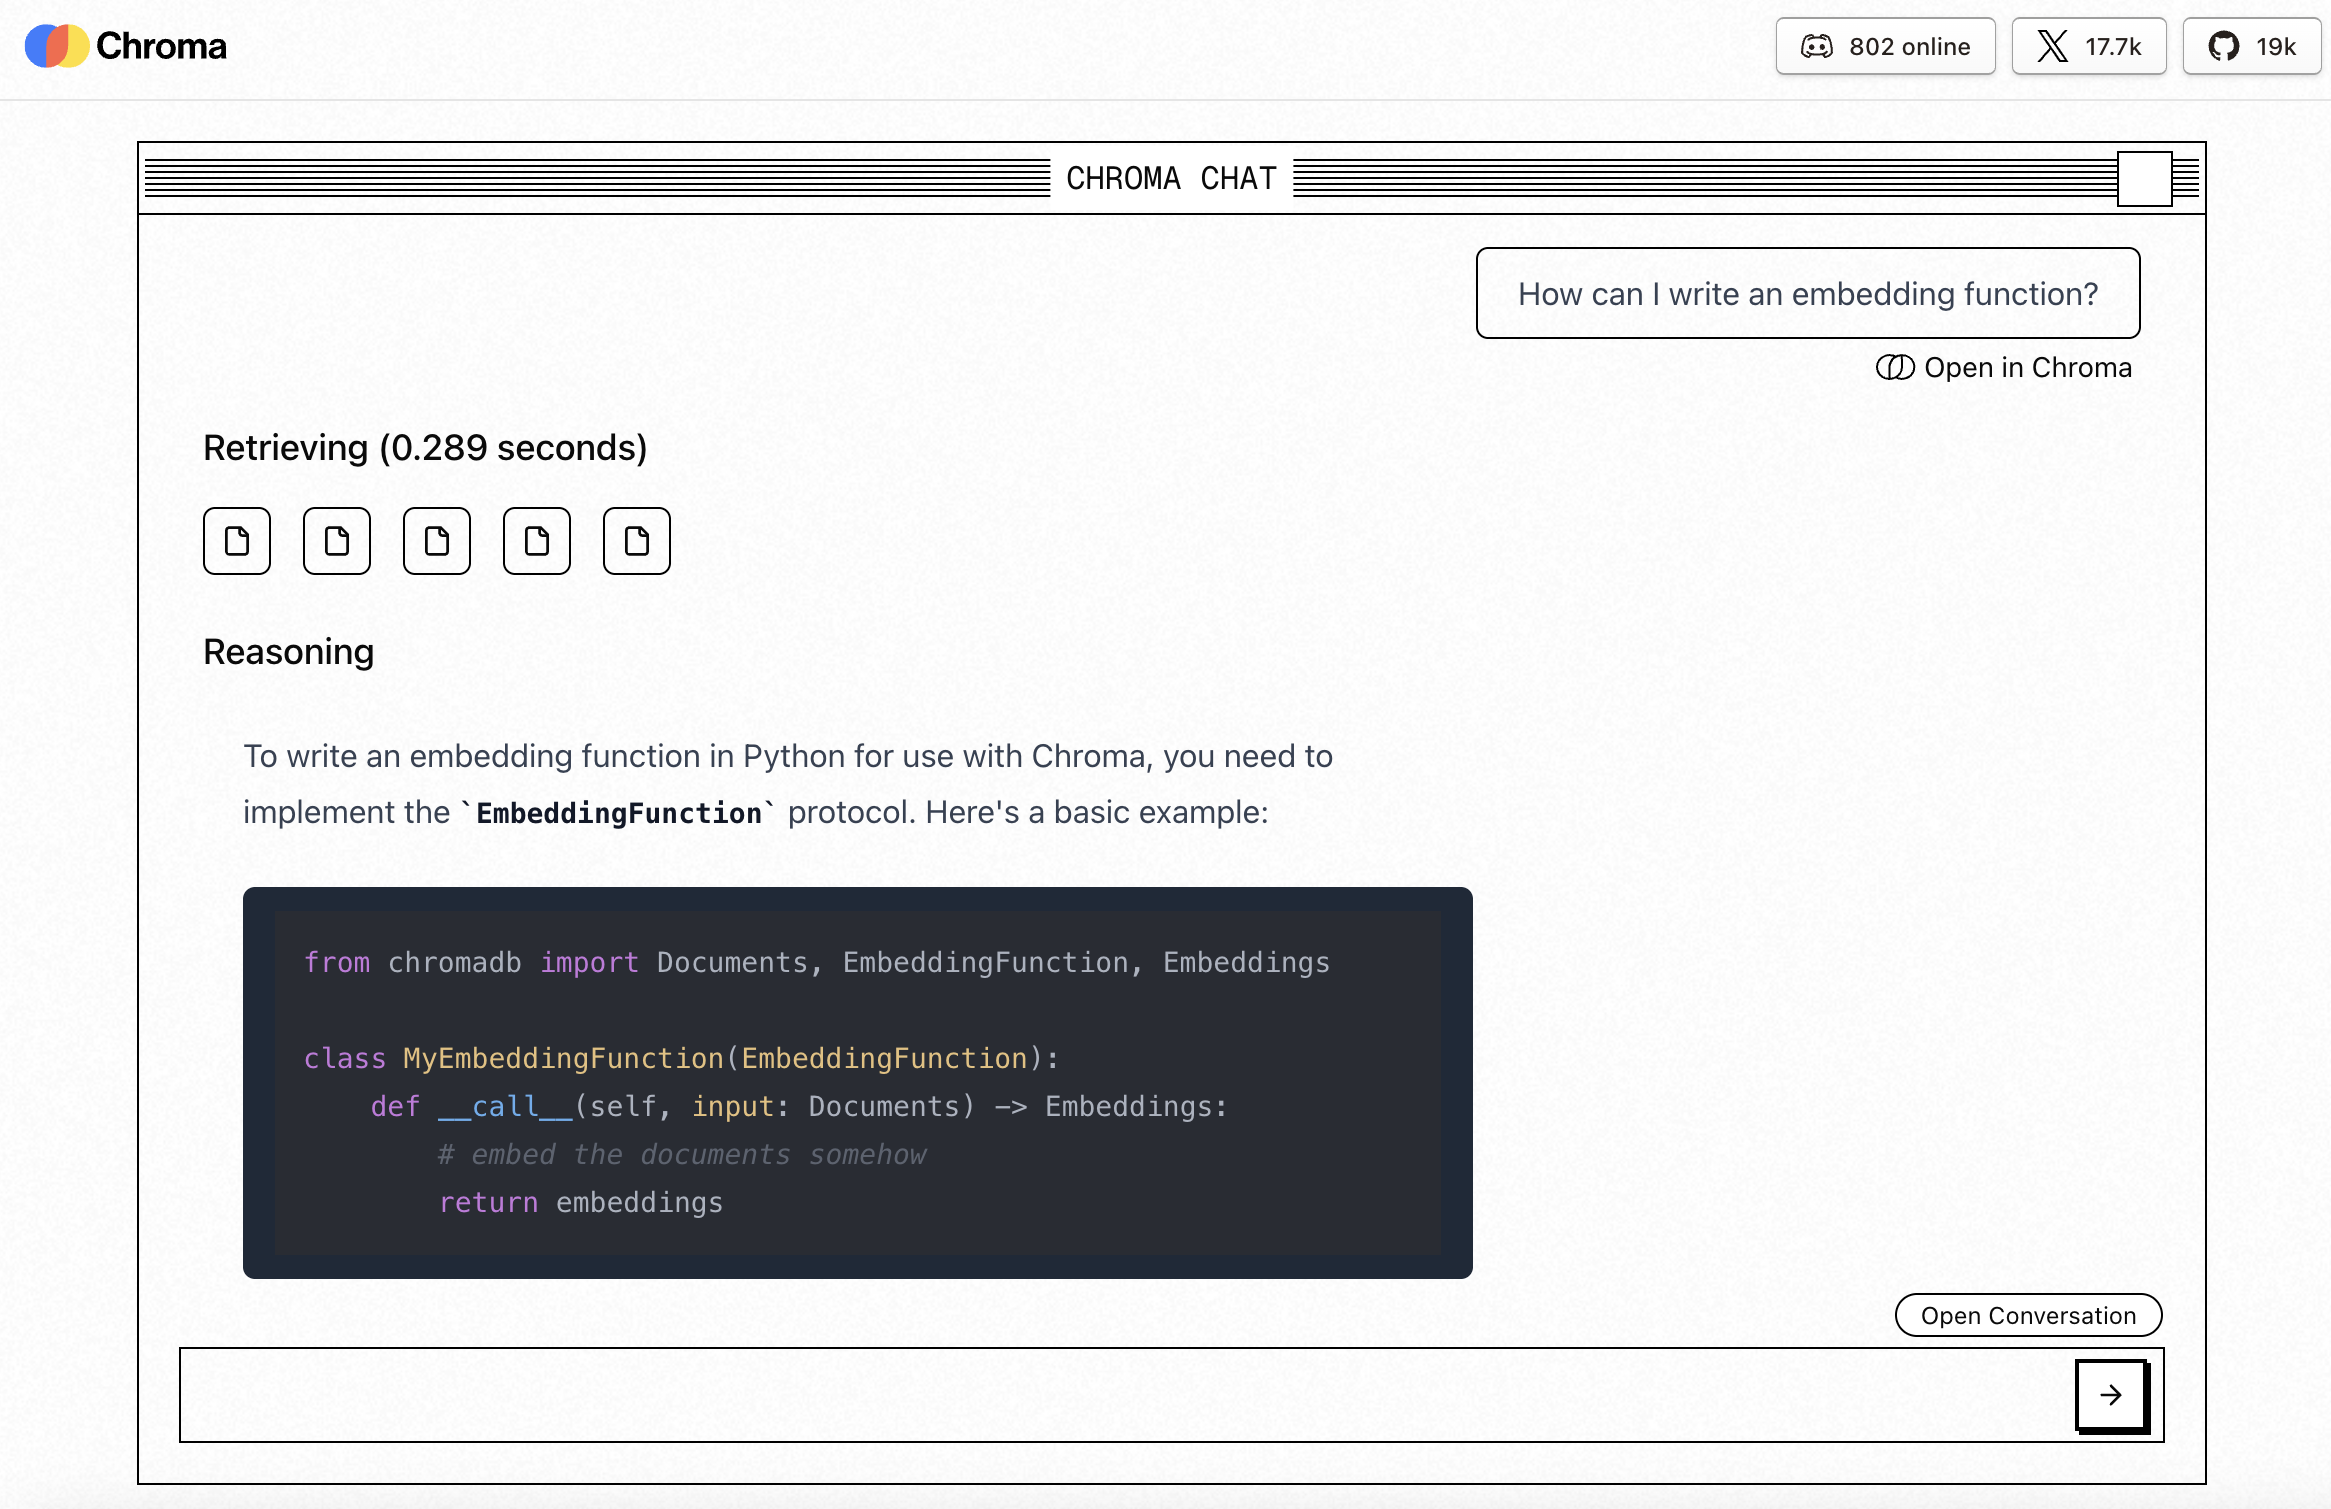 Chroma
802 online
17.7k
19k
CHROMA CHAT
How can I write an embedding function?
Open in Chroma
Retrieving (0.289 seconds)
Reasoning
To write an embedding function in Python for use with Chroma, you need to
implement the `EmbeddingFunction` protocol. Here's a basic example:
from chromadb import Documents, EmbeddingFunction, Embeddings
class MyEmbeddingFunction(EmbeddingFunction):
    def __call__(self, input: Documents) -> Embeddings:
        # embed the documents somehow
        return embeddings
Open Conversation